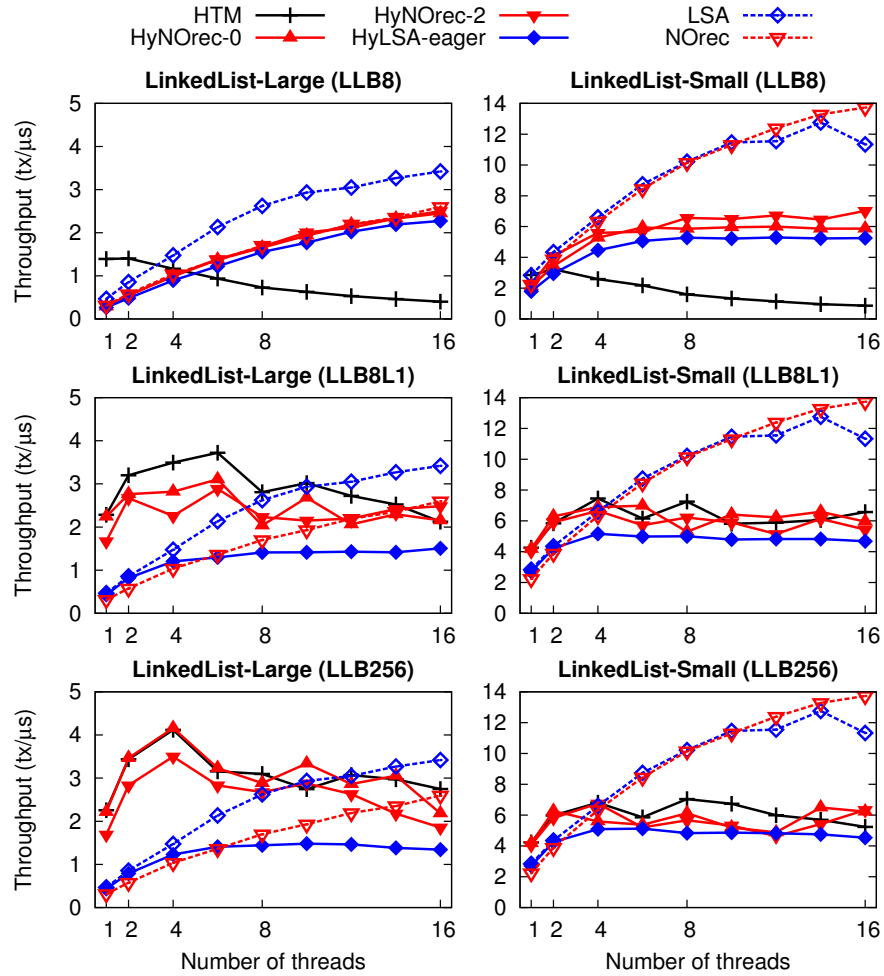 HTM HyNOrec-2 LSA
HyNOrec-0 HyLSA-eager NOrec
LinkedList-Large (LLB8) LinkedList-Small (LLB8)
Throughput (tx/µs)
5
4
3
2
1
0
1 2 4 8 16
14
12
10
8
6
4
2
0
1 2 4 8 16
LinkedList-Large (LLB8L1) LinkedList-Small (LLB8L1)
Throughput (tx/µs)
5
4
3
2
1
0
1 2 4 8 16
14
12
10
8
6
4
2
0
1 2 4 8 16
LinkedList-Large (LLB256) LinkedList-Small (LLB256)
Throughput (tx/µs)
5
4
3
2
1
0
1 2 4 8 16
14
12
10
8
6
4
2
0
1 2 4 8 16
Number of threads Number of threads